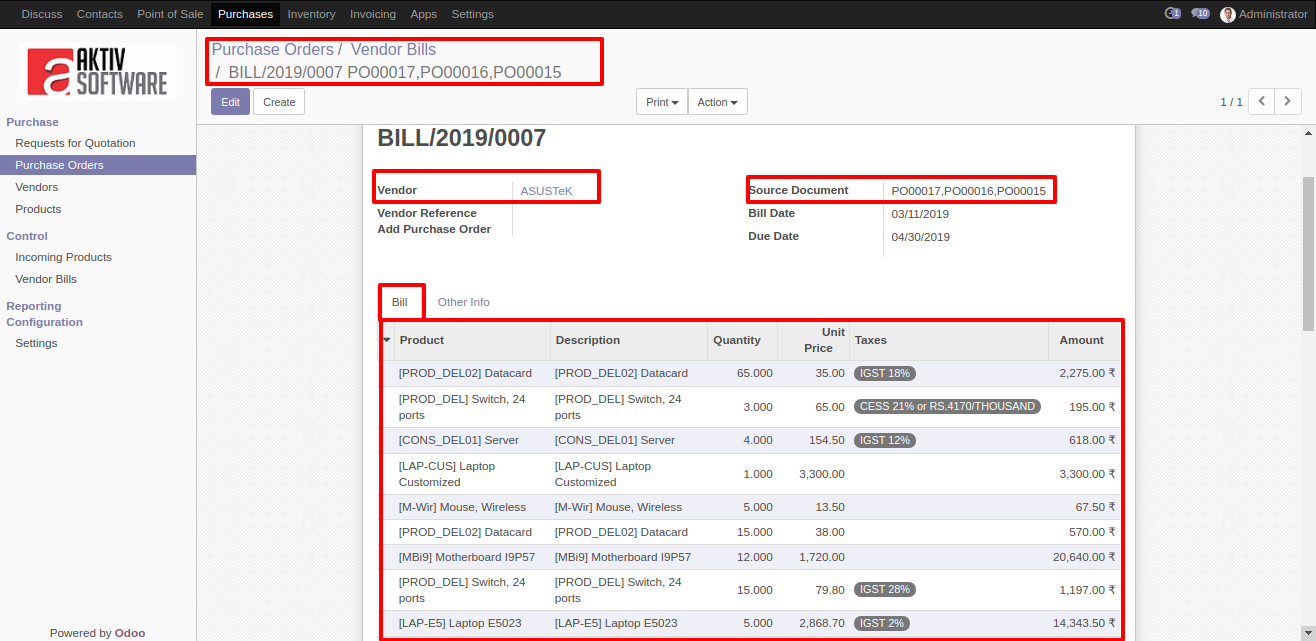 Discuss Contacts Point of Sale Purchases Inventory Invoicing Apps Settings 1 10 Administrator
AKTIV
SOFTWARE
Purchase Orders / Vendor Bills
/ BILL/2019/0007 PO00017,PO00016,PO00015
Edit Create Print Action 1 / 1
Purchase
Requests for Quotation
Purchase Orders
Vendors
Products
Control
Incoming Products
Vendor Bills
Reporting
Configuration
Settings
Powered by Odoo
BILL/2019/0007
Vendor ASUSTeK
Vendor Reference
Add Purchase Order
Source Document PO00017,PO00016,PO00015
Bill Date 03/11/2019
Due Date 04/30/2019
Bill Other Info
Product Description Quantity Unit Price Taxes Amount
[PROD_DEL02] Datacard [PROD_DEL02] Datacard 65.000 35.00 IGST 18% 2,275.00 ₹
[PROD_DEL] Switch, 24 ports [PROD_DEL] Switch, 24 ports 3.000 65.00 CESS 21% or RS.4170/THOUSAND 195.00 ₹
[CONS_DEL01] Server [CONS_DEL01] Server 4.000 154.50 IGST 12% 618.00 ₹
[LAP-CUS] Laptop Customized [LAP-CUS] Laptop Customized 1.000 3,300.00 3,300.00 ₹
[M-Wir] Mouse, Wireless [M-Wir] Mouse, Wireless 5.000 13.50 67.50 ₹
[PROD_DEL02] Datacard [PROD_DEL02] Datacard 15.000 38.00 570.00 ₹
[MBi9] Motherboard I9P57 [MBi9] Motherboard I9P57 12.000 1,720.00 20,640.00 ₹
[PROD_DEL] Switch, 24 ports [PROD_DEL] Switch, 24 ports 15.000 79.80 IGST 28% 1,197.00 ₹
[LAP-E5] Laptop E5023 [LAP-E5] Laptop E5023 5.000 2,868.70 IGST 2% 14,343.50 ₹